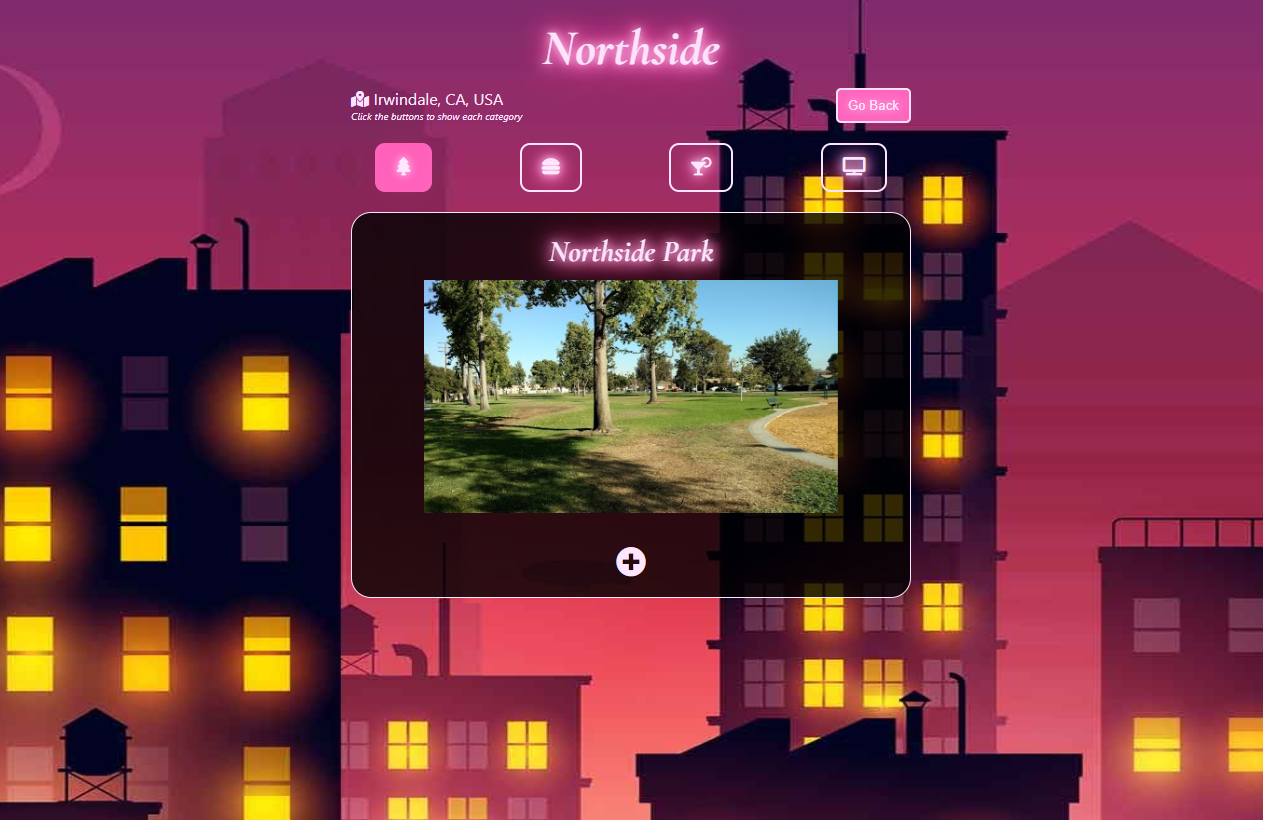 Northside
Irwindale, CA, USA
Go Back
Click the buttons to show each category
Northside Park